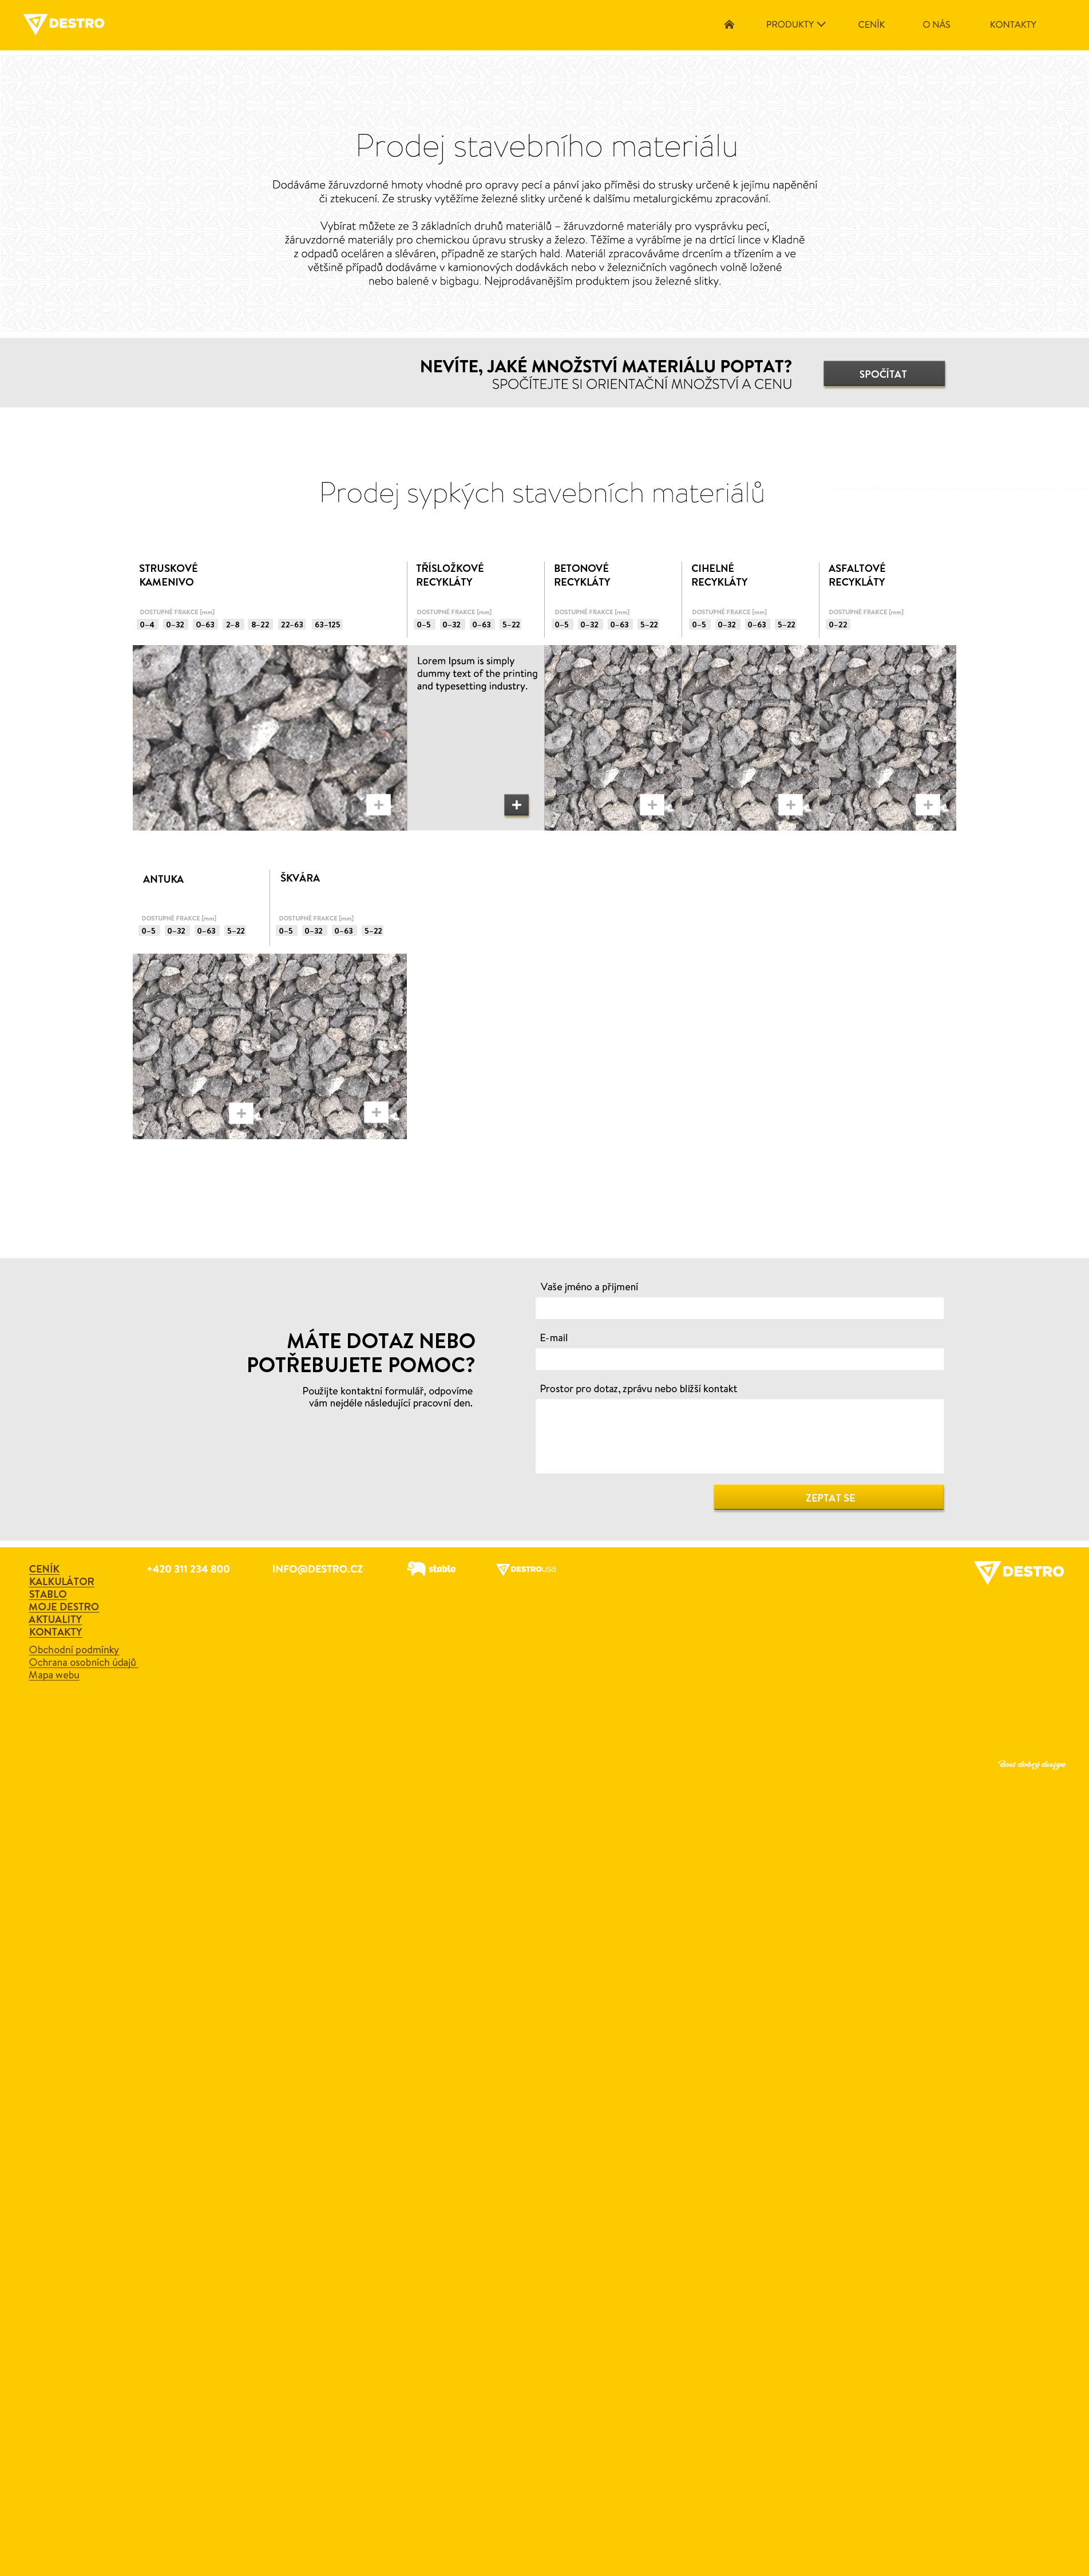 DESTRO
PRODUKTY
CENÍK
O NÁS
KONTAKTY
Prodej stavebního materiálu
Dodáváme žáruvzdorné hmoty vhodné pro opravy pecí a pánví jako příměsi do strusky určené k jejímu napěnění
či ztekucení. Ze strusky vytěžíme železné slitky určené k dalšímu metalurgickému zpracování.
Vybírat můžete ze 3 základních druhů materiálů – žáruvzdorné materiály pro vysprávku pecí,
žáruvzdorné materiály pro chemickou úpravu strusky a železo. Těžíme a vyrábíme je na drtící lince v Kladně
z odpadů oceláren a sléváren, případně ze starých hald. Materiál zpracováváme drcením a třízením a ve
většině případů dodáváme v kamionových dodávkách nebo v železničních vagónech volně ložené
nebo balené v bigbagu. Nejprodávanějším produktem jsou železné slitky.
NEVÍTE, JAKÉ MNOŽSTVÍ MATERIÁLU POPTAT?
SPOČÍTEJTE SI ORIENTAČNÍ MNOŽSTVÍ A CENU
SPOČÍTAT
Prodej sypkých stavebních materiálů
STRUSKOVÉ
KAMENIVO
DOSTUPNÉ FRAKCE [mm]
0–4 0–32 0–63 2–8 8–22 22–63 63–125
TŘÍSLOŽKOVÉ
RECYKLÁTY
DOSTUPNÉ FRAKCE [mm]
0–5 0–32 0–63 5–22
Lorem Ipsum is simply
dummy text of the printing
and typesetting industry.
BETONOVÉ
RECYKLÁTY
DOSTUPNÉ FRAKCE [mm]
0–5 0–32 0–63 5–22
CIHELNÉ
RECYKLÁTY
DOSTUPNÉ FRAKCE [mm]
0–5 0–32 0–63 5–22
ASFALTOVÉ
RECYKLÁTY
DOSTUPNÉ FRAKCE [mm]
0–22
ANTUKA
DOSTUPNÉ FRAKCE [mm]
0–5 0–32 0–63 5–22
ŠKVÁRA
DOSTUPNÉ FRAKCE [mm]
0–5 0–32 0–63 5–22
MÁTE DOTAZ NEBO
POTŘEBUJETE POMOC?
Použijte kontaktní formulář, odpovíme
vám nejdéle následující pracovní den.
Vaše jméno a příjmení
E-mail
Prostor pro dotaz, zprávu nebo bližší kontakt
ZEPTAT SE
CENÍK
KALKULÁTOR
STABLO
MOJE DESTRO
AKTUALITY
KONTAKTY
Obchodní podmínky
Ochrana osobních údajů
Mapa webu
+420 311 234 800
INFO@DESTRO.CZ
stablo
DESTROUSB
DESTRO
dost dobrý design